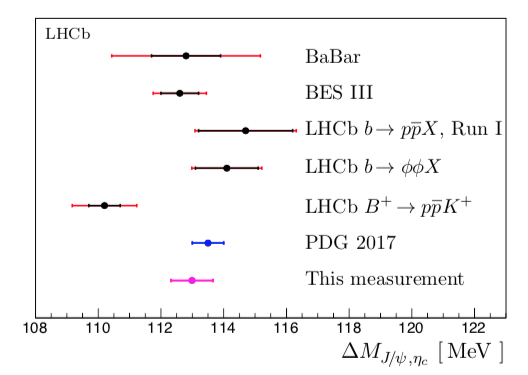 LHCb
BaBar
BES III
LHCb b → pp̅X, Run I
LHCb b → ϕϕX
LHCb B⁺ → pp̅K⁺
PDG 2017
This measurement
108 110 112 114 116 118 120 122
ΔM_{J/ψ,η_c} [ MeV ]